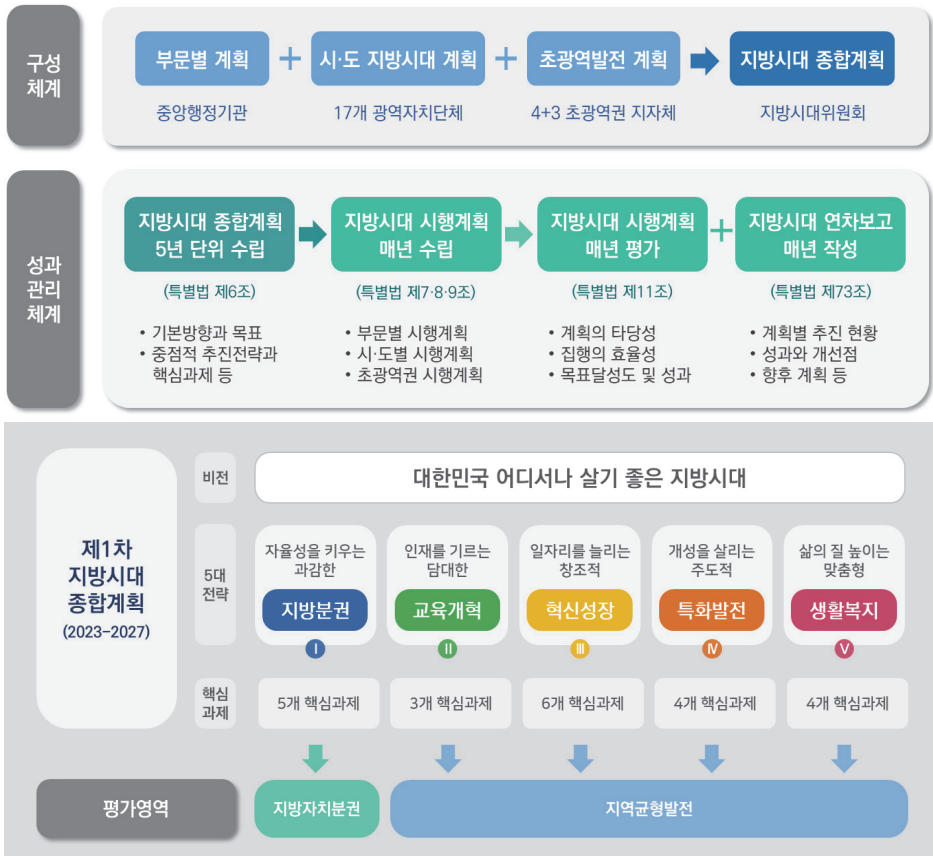 구성
체계
부문별 계획 + 시·도 지방시대 계획 + 초광역발전 계획 지방시대 종합계획
중앙행정기관 17개 광역자치단체 4+3 초광역권 지자체 지방시대위원회
성과
관리
체계
지방시대 종합계획
5년 단위 수립
(특별법 제6조)
• 기본방향과 목표
• 중점적 추진전략과
핵심과제 등
지방시대 시행계획
매년 수립
(특별법 제7·8·9조)
• 부문별 시행계획
• 시·도별 시행계획
• 초광역권 시행계획
지방시대 시행계획
매년 평가
(특별법 제11조)
• 계획의 타당성
• 집행의 효율성
• 목표달성도 및 성과
+
지방시대 연차보고
매년 작성
(특별법 제73조)
• 계획별 추진 현황
• 성과와 개선점
• 향후 계획 등
제1차
지방시대
종합계획
(2023-2027)
비전
대한민국 어디서나 살기 좋은 지방시대
5대
전략
자율성을 키우는
과감한
지방분권
Ⅰ
인재를 기르는
담대한
교육개혁
Ⅱ
일자리를 늘리는
창조적
혁신성장
Ⅲ
개성을 살리는
주도적
특화발전
Ⅳ
삶의 질 높이는
맞춤형
생활복지
Ⅴ
핵심
과제
5개 핵심과제 3개 핵심과제 6개 핵심과제 4개 핵심과제 4개 핵심과제
평가영역 지방자치분권 지역균형발전